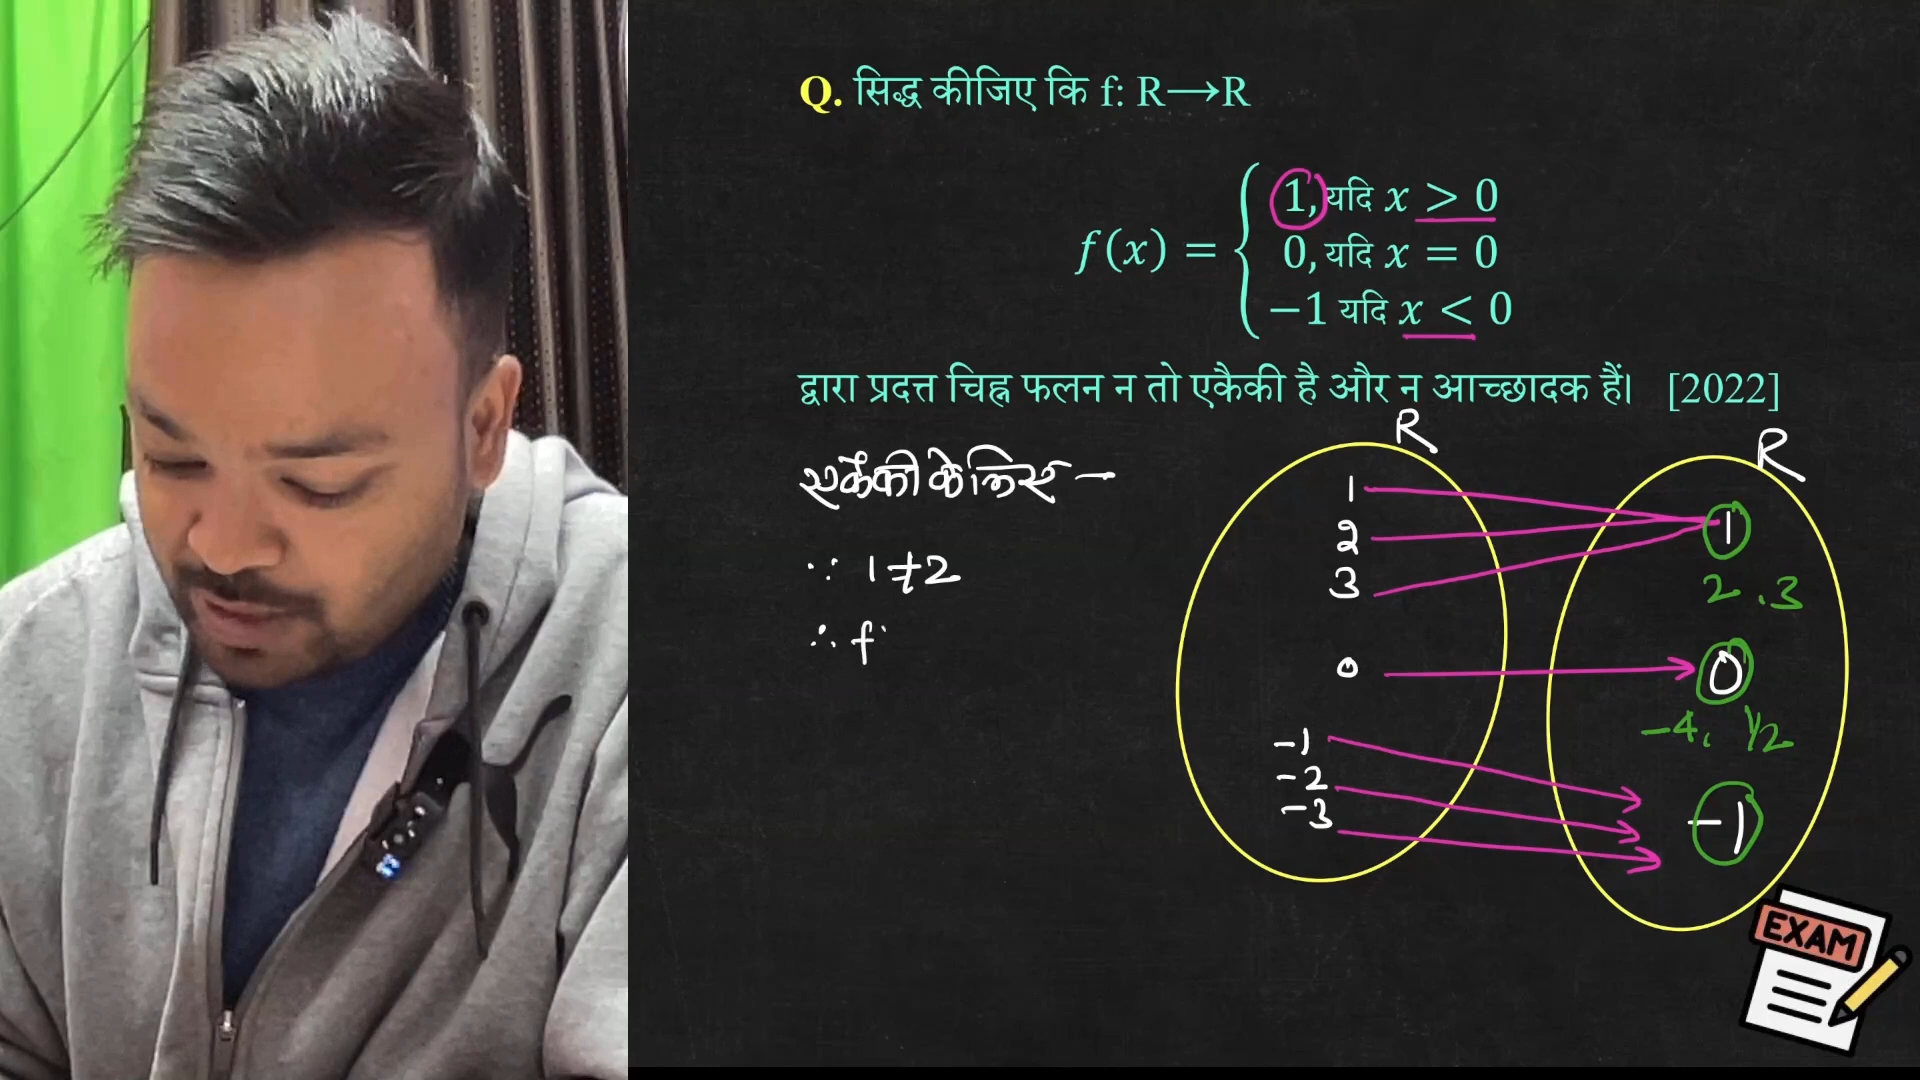 Q. सिद्ध कीजिए कि f: R⟶R
f(x) = { 1, यदि x > 0
0, यदि x = 0
−1 यदि x < 0
द्वारा प्रदत्त चिह्न फलन न तो एकैकी है और न आच्छादक हैं। [2022]
एकैकी के लिए –
∵ 1 ≠ 2
∴ f
R
1
2
3
0
-1
-2
-3
R
1
2 , 3
0
-4, 1/2
-1
EXAM